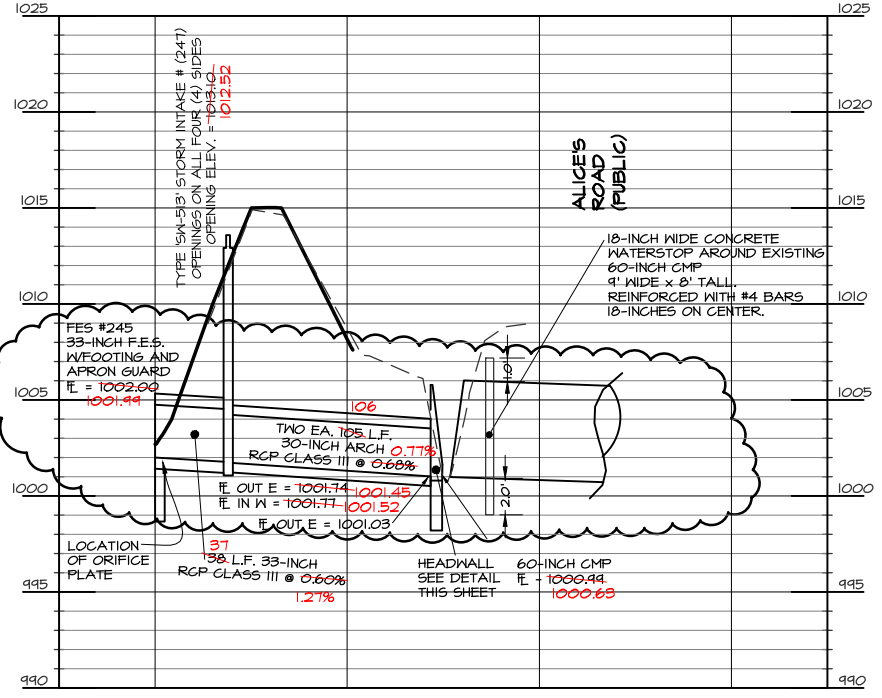 1025
1020
1015
1010
1005
1000
995
990
1025
1020
1015
1010
1005
1000
995
990
TYPE 'SW-513' STORM INTAKE # (247)
OPENINGS ON ALL FOUR (4) SIDES
OPENING ELEV. = 1013.10
1012.52
ALICE'S
ROAD
(PUBLIC)
18-INCH WIDE CONCRETE
WATERSTOP AROUND EXISTING
60-INCH CMP
9' WIDE x 8' TALL.
REINFORCED WITH #4 BARS
18-INCHES ON CENTER.
FES #245
33-INCH F.E.S.
W/FOOTING AND
APRON GUARD
FL = 1002.00
1001.99
1.0'
106
TWO EA. 105 L.F.
30-INCH ARCH 0.77%
RCP CLASS III @ 0.68%
FL OUT E = 1001.74 1001.45
FL IN W = 1001.77 1001.52
FL OUT E = 1001.03
2.0'
LOCATION
OF ORIFICE
PLATE
37
38 L.F. 33-INCH
RCP CLASS III @ 0.60%
1.27%
HEADWALL
SEE DETAIL
THIS SHEET
60-INCH CMP
FL - 1000.99
1000.63